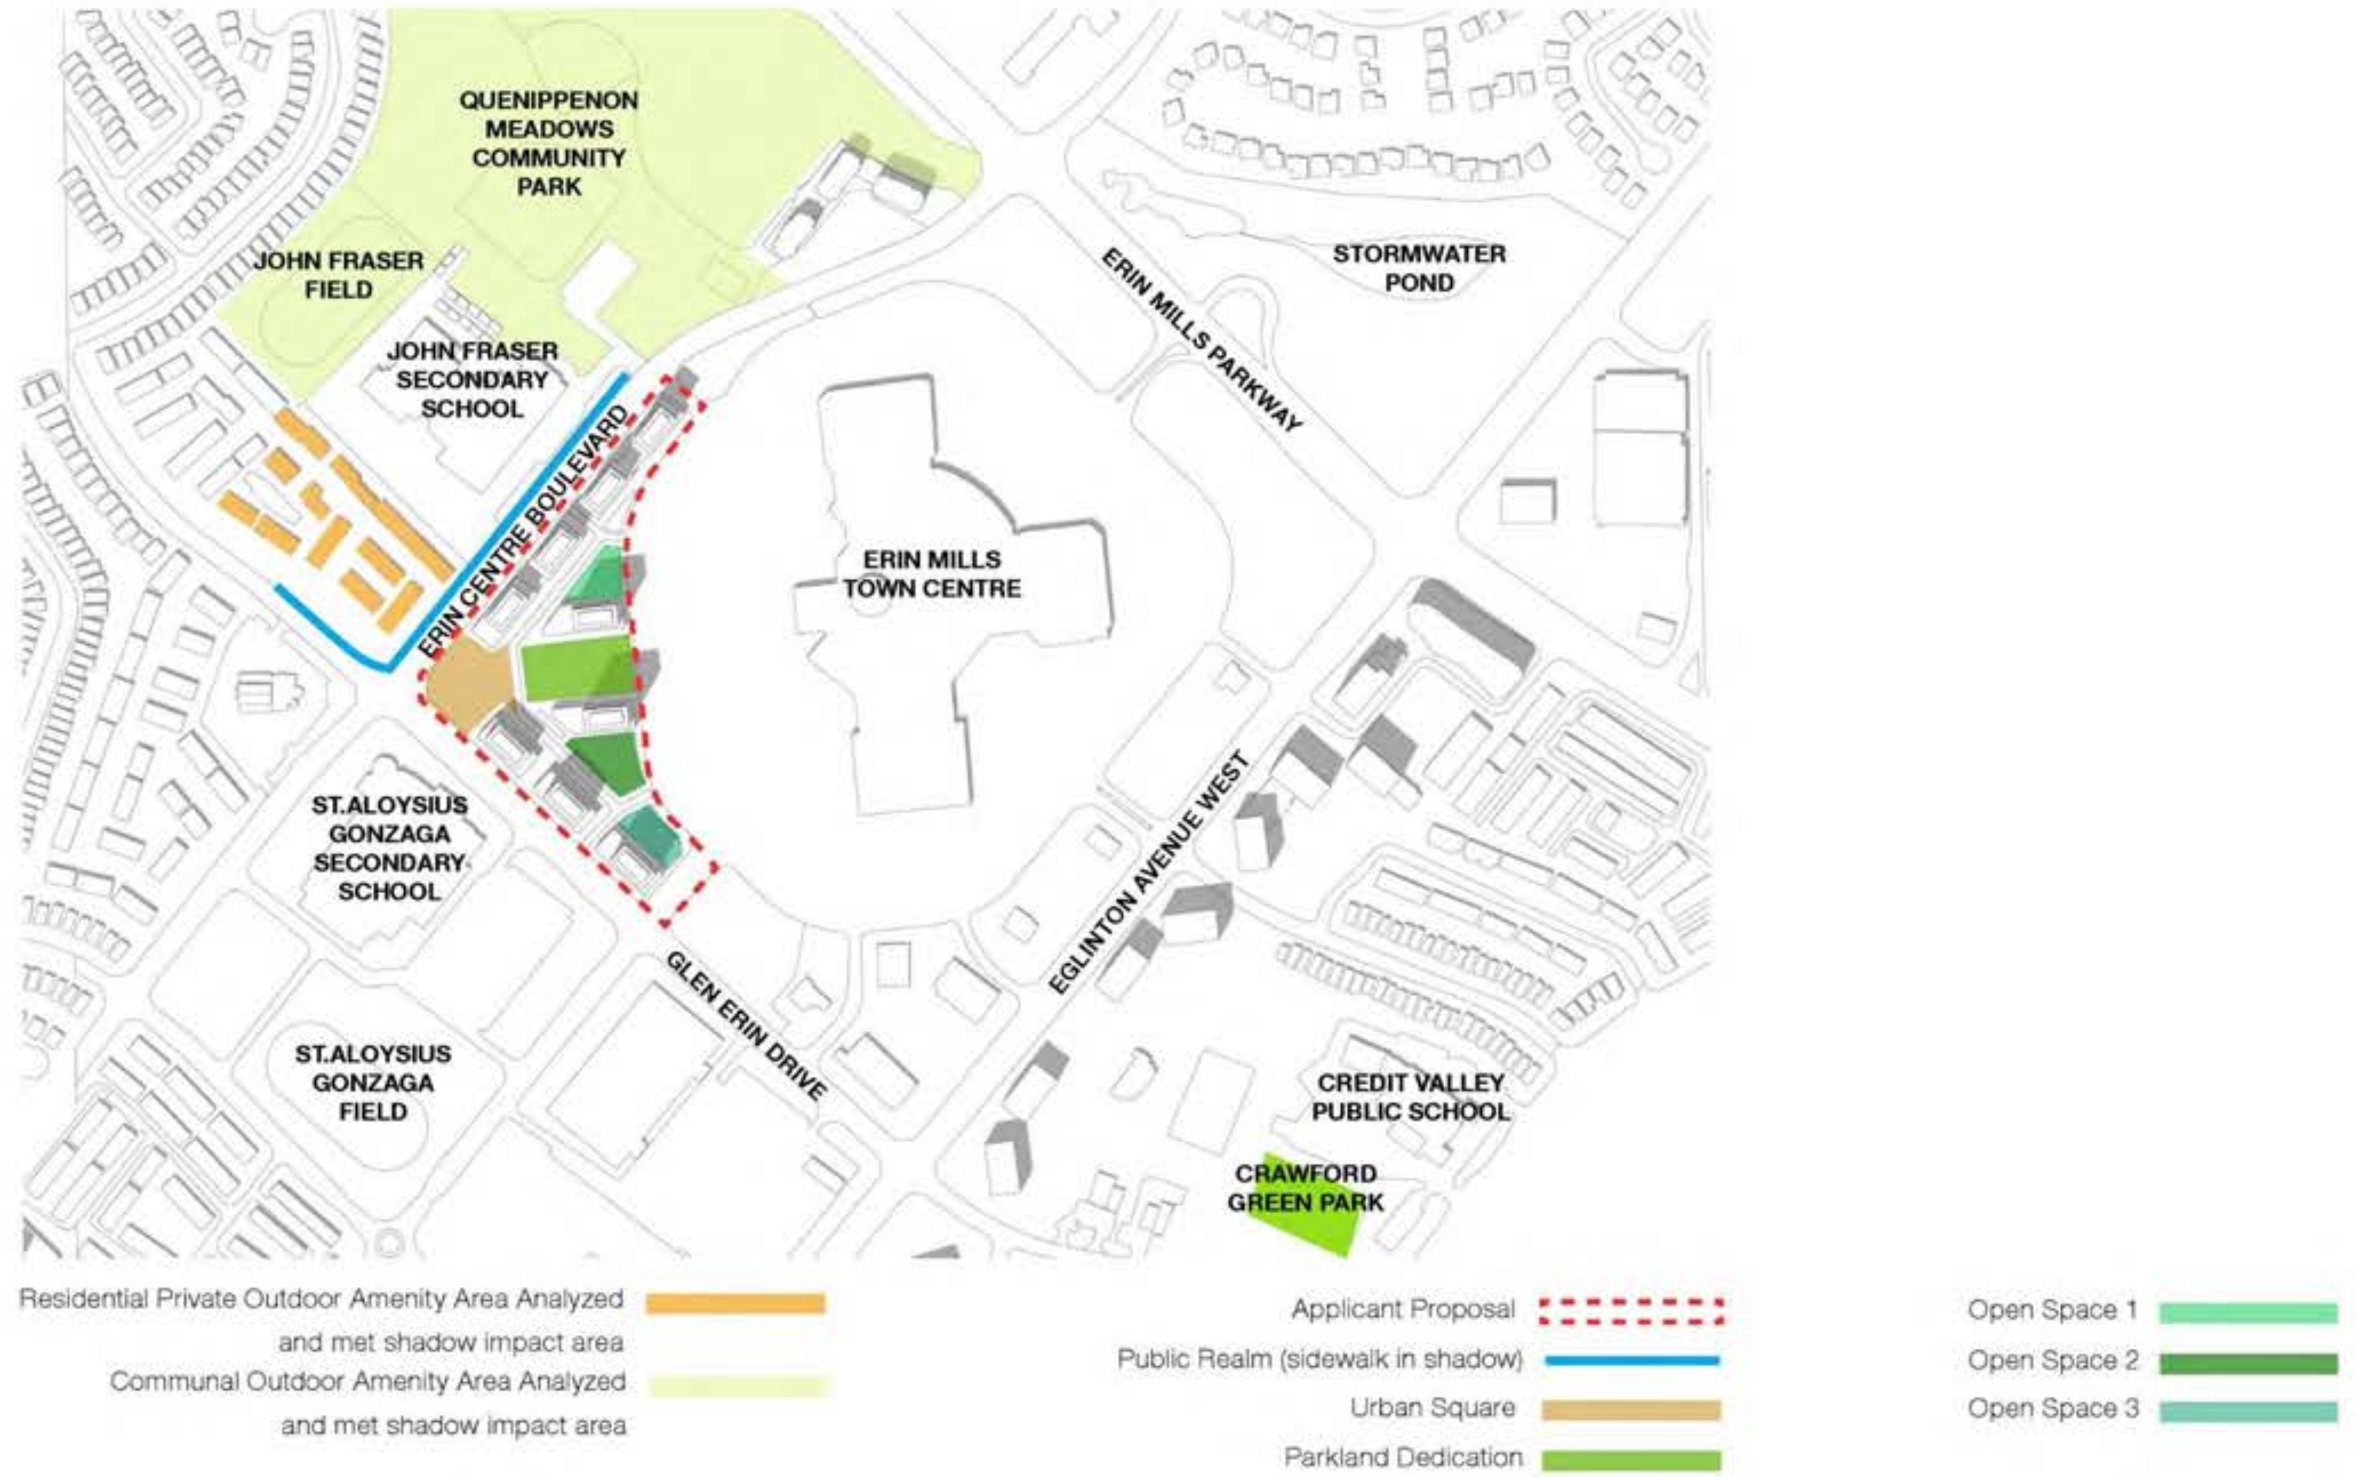 QUENIPPENON
MEADOWS
COMMUNITY
PARK
JOHN FRASER
FIELD
STORMWATER
POND
ERIN MILLS PARKWAY
JOHN FRASER
SECONDARY
SCHOOL
ERIN CENTRE BOULEVARD
ERIN MILLS
TOWN CENTRE
ST.ALOYSIUS
GONZAGA
SECONDARY
SCHOOL
EGLINTON AVENUE WEST
GLEN ERIN DRIVE
ST.ALOYSIUS
GONZAGA
FIELD
CREDIT VALLEY
PUBLIC SCHOOL
CRAWFORD
GREEN PARK
Residential Private Outdoor Amenity Area Analyzed
and met shadow impact area
Communal Outdoor Amenity Area Analyzed
and met shadow impact area
Applicant Proposal
Public Realm (sidewalk in shadow)
Urban Square
Parkland Dedication
Open Space 1
Open Space 2
Open Space 3